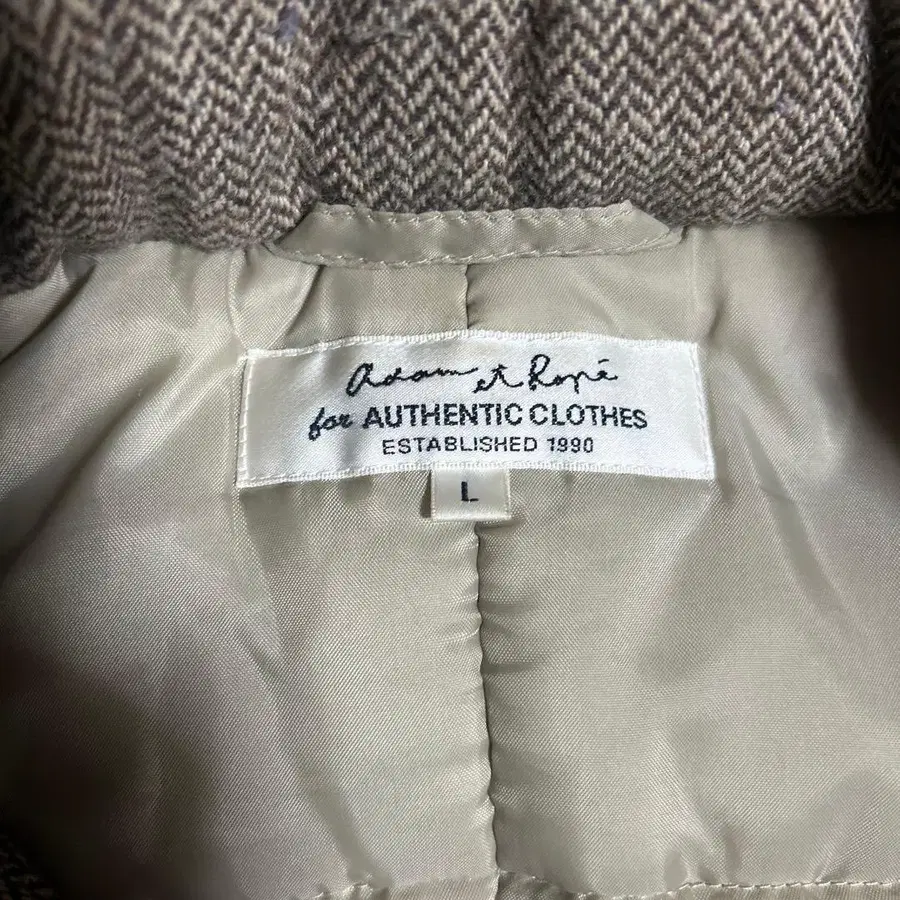 Adam et Ropé
for AUTHENTIC CLOTHES
ESTABLISHED 1990
L